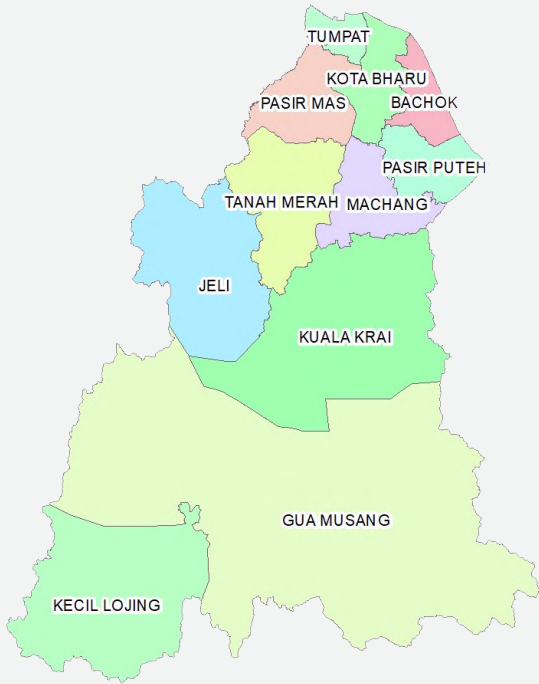 TUMPAT
KOTA BHARU
PASIR MAS
BACHOK
PASIR PUTEH
TANAH MERAH
MACHANG
JELI
KUALA KRAI
GUA MUSANG
KECIL LOJING